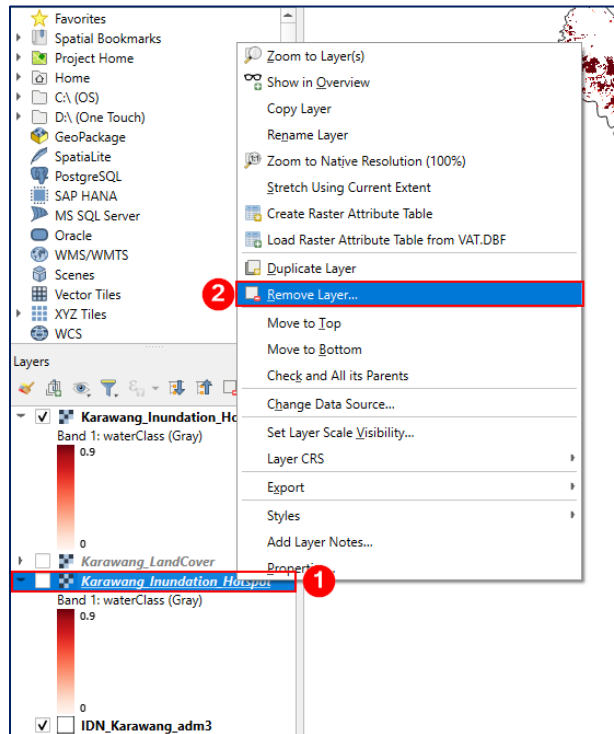 Favorites
Spatial Bookmarks
Project Home
Home
C:\ (OS)
D:\ (One Touch)
GeoPackage
SpatiaLite
PostgreSQL
SAP HANA
MS SQL Server
Oracle
WMS/WMTS
Scenes
Vector Tiles
XYZ Tiles
WCS
Layers
Karawang_Inundation_Ho
Band 1: waterClass (Gray)
0.9
0
Karawang_LandCover
Karawang_Inundation_Hotspot
1
Band 1: waterClass (Gray)
0.9
0
IDN_Karawang_adm3
Zoom to Layer(s)
Show in Overview
Copy Layer
Rename Layer
Zoom to Native Resolution (100%)
Stretch Using Current Extent
Create Raster Attribute Table
Load Raster Attribute Table from VAT.DBF
Duplicate Layer
2 Remove Layer...
Move to Top
Move to Bottom
Check and All its Parents
Change Data Source...
Set Layer Scale Visibility...
Layer CRS
Export
Styles
Add Layer Notes...
Properties...